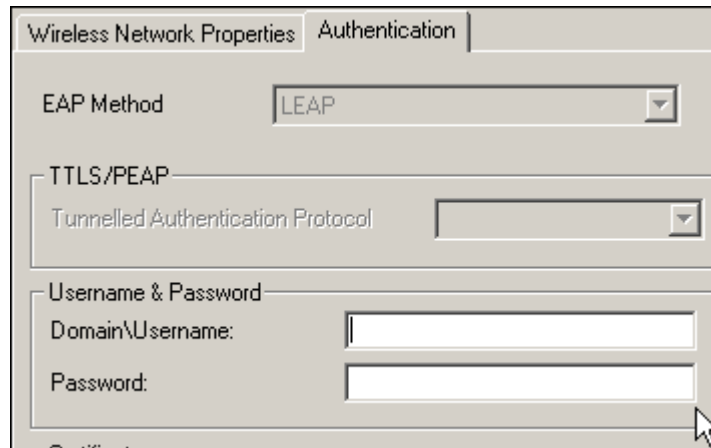 Wireless Network Properties Authentication
EAP Method LEAP
TTLS/PEAP
Tunnelled Authentication Protocol
Username & Password
Domain\Username:
Password: